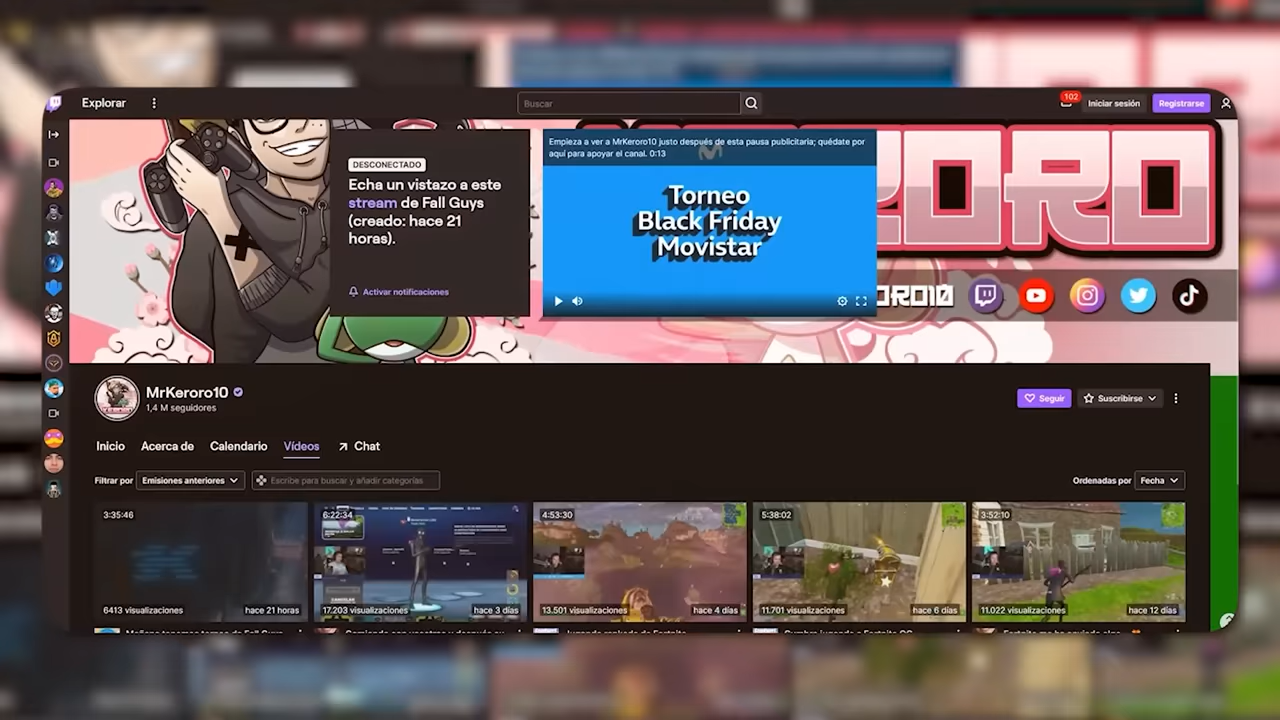 Explorar
Buscar
102
Iniciar sesión
Registrarse
DESCONECTADO
Echa un vistazo a este
stream de Fall Guys
(creado: hace 21
horas).
Activar notificaciones
Empieza a ver a MrKeroro10 justo después de esta pausa publicitaria; quédate por
aquí para apoyar el canal. 0:13
Torneo
Black Friday
Movistar
ORO
ORO10
MrKeroro10
1,4 M seguidores
Seguir
Suscribirse
Inicio
Acerca de
Calendario
Vídeos
Chat
Filtrar por
Emisiones anteriores
Escribe para buscar y añadir categorías
Ordenadas por
Fecha
3:35:46
6:22:34
4:53:30
5:38:02
3:52:10
6413 visualizaciones
hace 21 horas
17.203 visualizaciones
hace 3 días
13.501 visualizaciones
hace 4 días
11.701 visualizaciones
hace 6 días
11.022 visualizaciones
hace 12 días